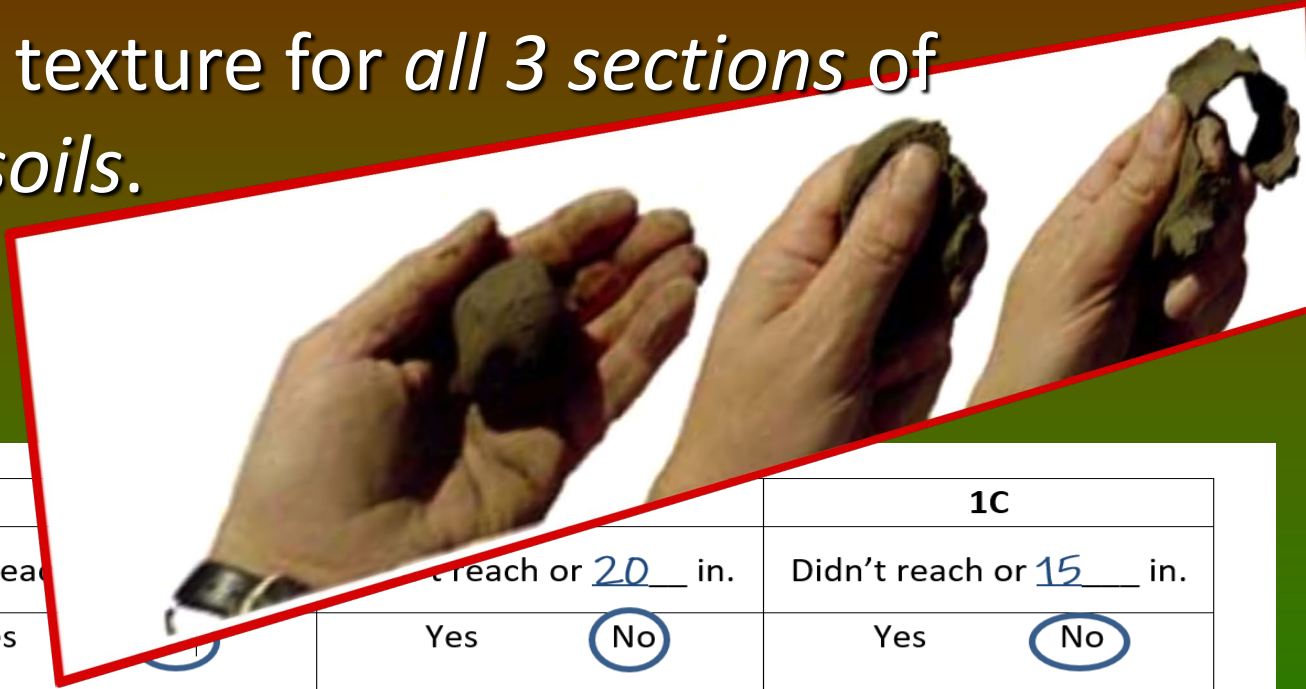 texture for all 3 sections of
soils.
1C
reach or 20__ in.
Didn't reach or 15___ in.
Yes No
Yes No